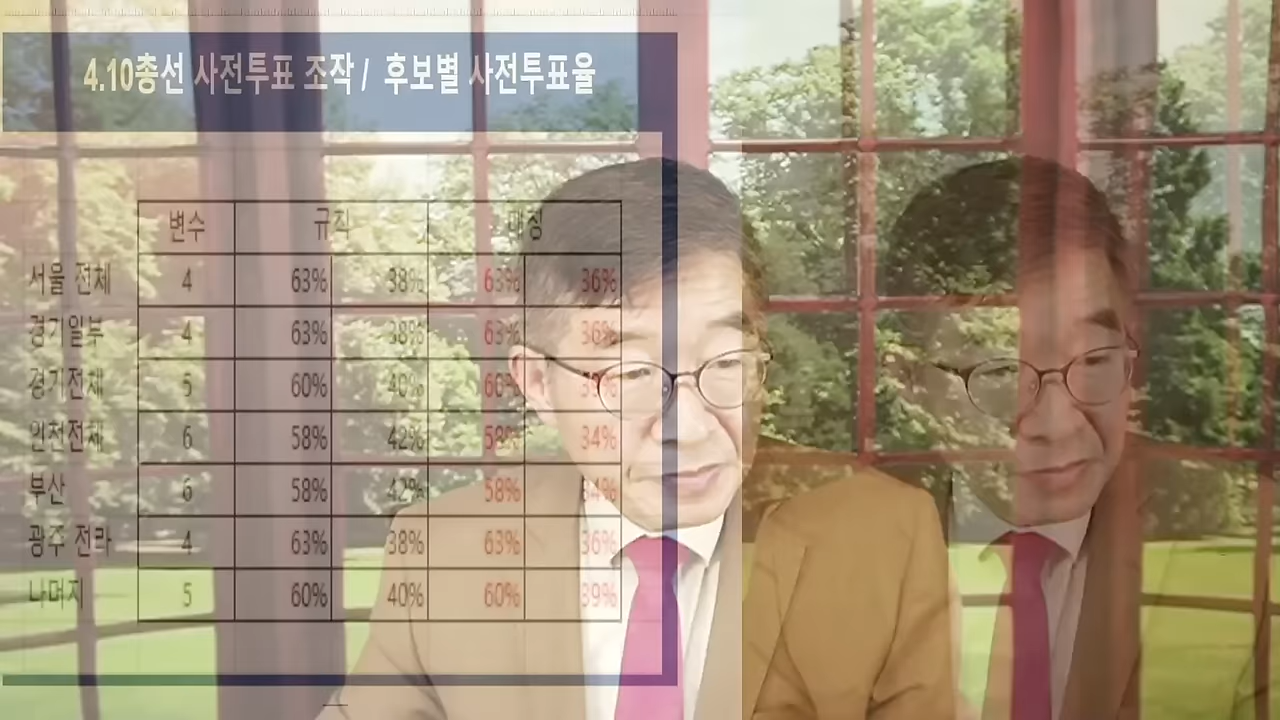 4.10총선 사전투표 조작 / 후보별 사전투표율
변수 규칙 대칭
서울 전체 4 63% 38% 63% 36%
경기일부 4 63% 38% 63% 36%
경기전체 5 60% 40% 60% 39%
인천전체 6 58% 42% 58% 34%
부산 6 58% 42% 58% 34%
광주 전라 4 63% 38% 63% 36%
나머지 5 60% 40% 60% 39%